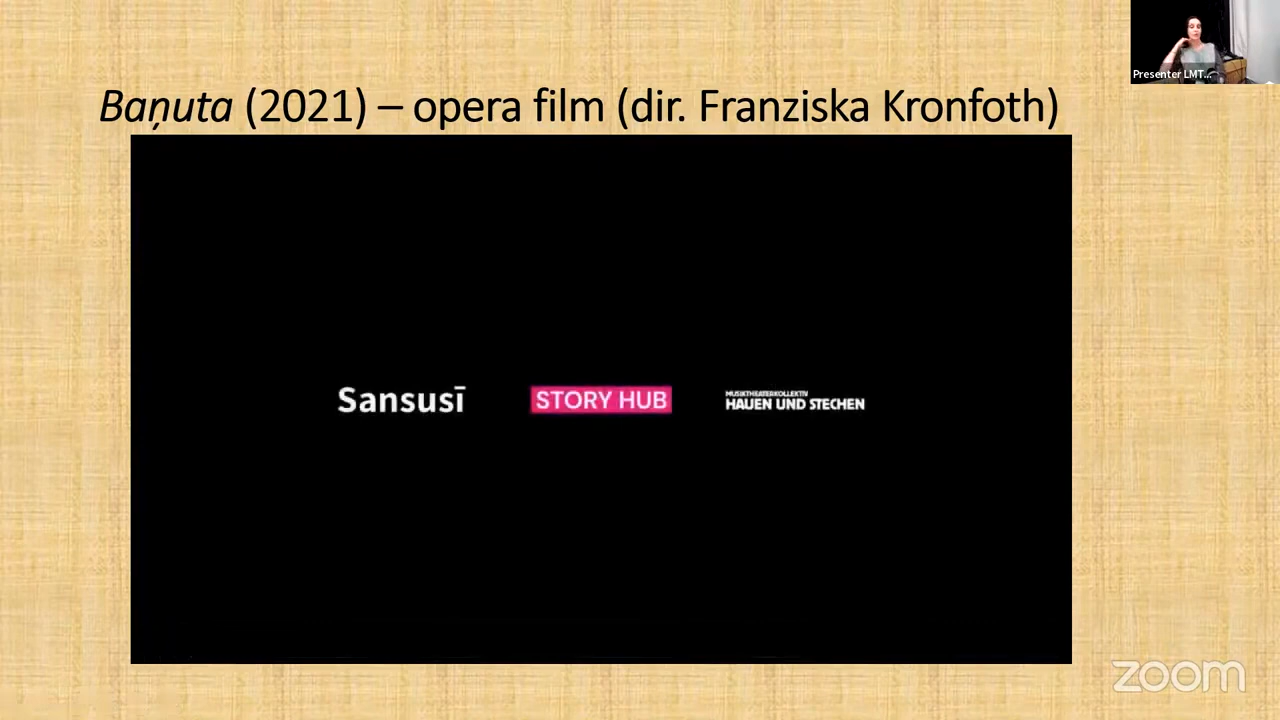 Presenter LMT...
Baņuta (2021) – opera film (dir. Franziska Kronfoth)
Sansusī
STORY HUB
MUSIKTHEATERKOLLEKTIV
HAUEN UND STECHEN
zoom